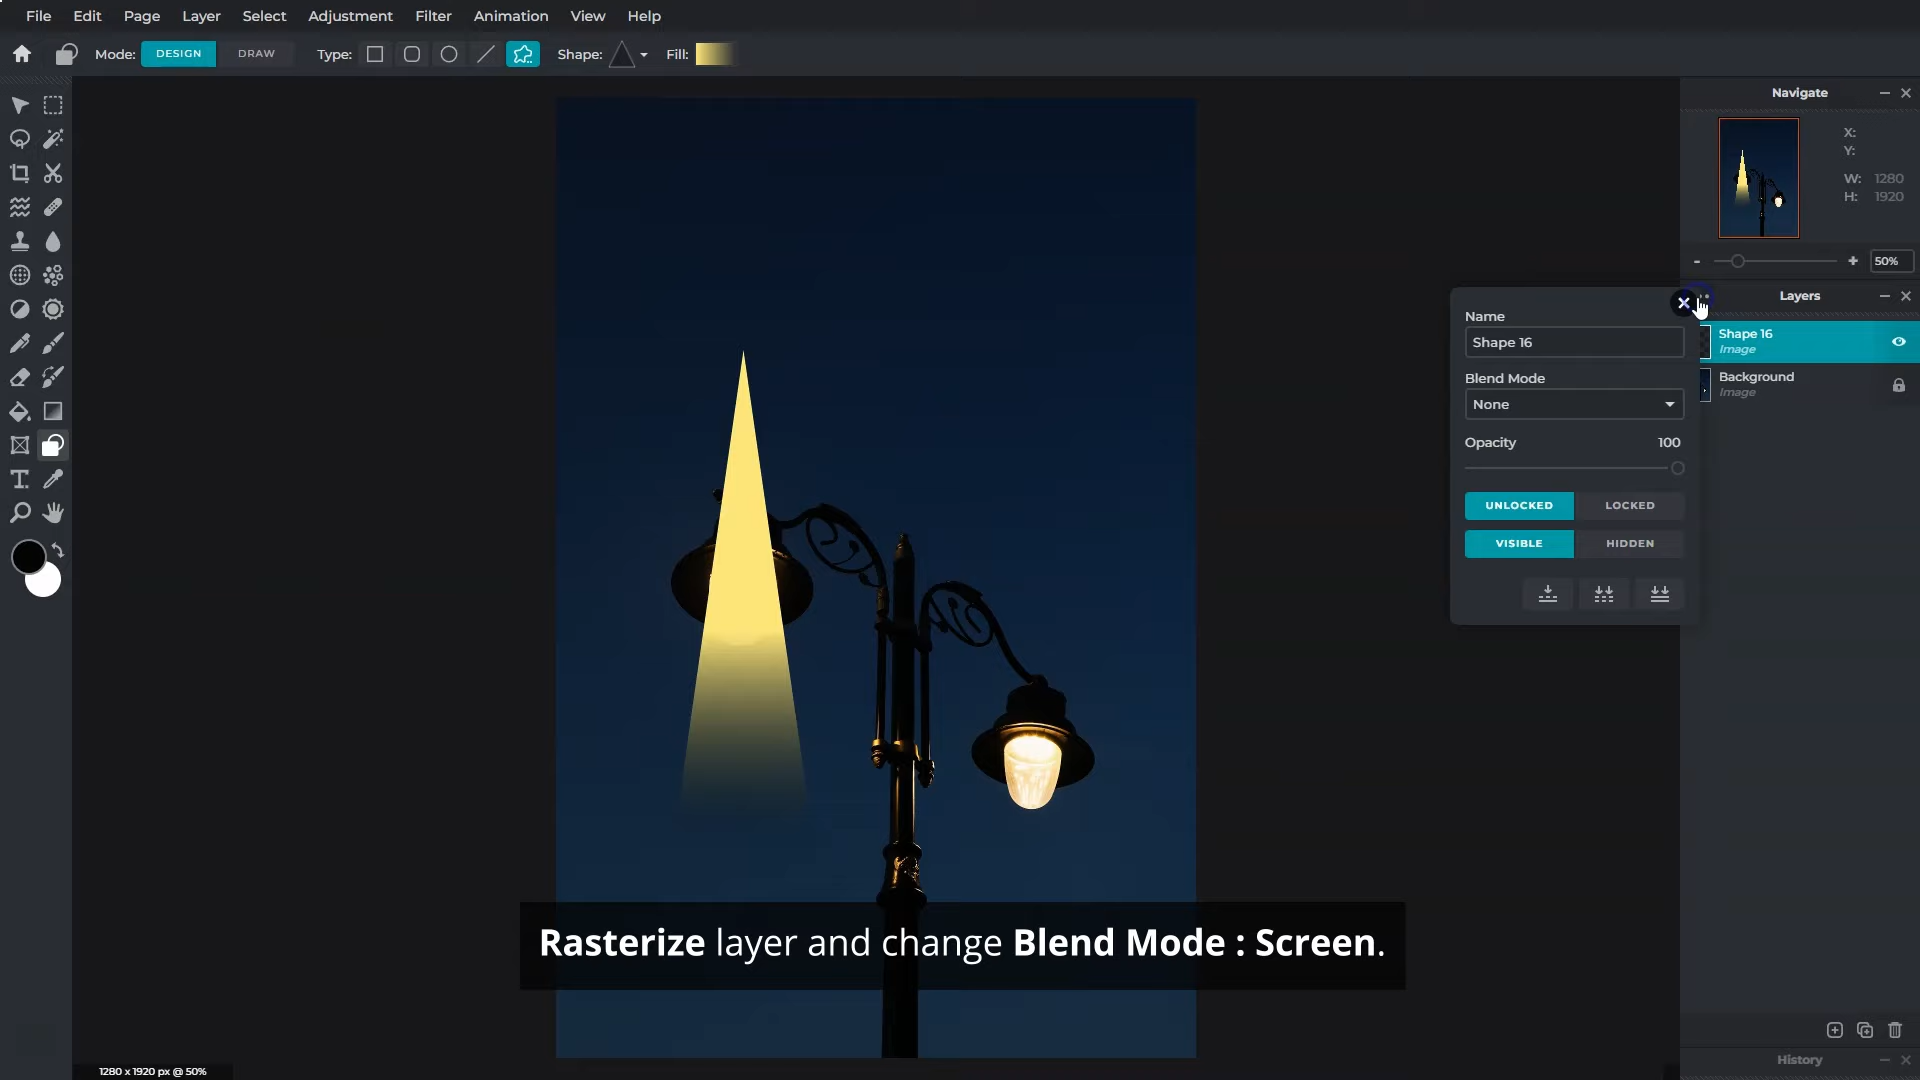 File Edit Page Layer Select Adjustment Filter Animation View Help
Mode: DESIGN DRAW Type: Shape: Fill:
Navigate
X:
Y:
W: 1280
H: 1920
- + 50%
Layers
Name
Shape 16
Blend Mode
None
Opacity 100
UNLOCKED LOCKED
VISIBLE HIDDEN
Shape 16
Image
Background
Image
T
Rasterize layer and change Blend Mode : Screen.
History
1280 x 1920 px @ 50%